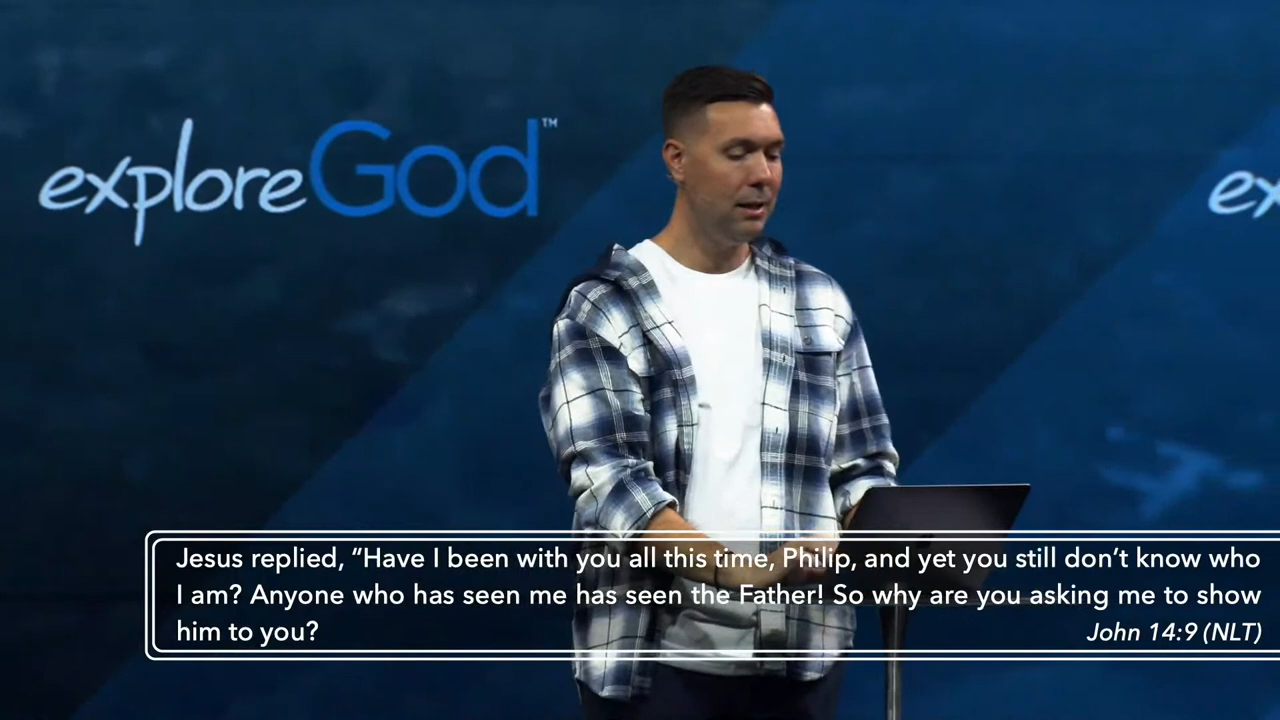 exploreGod™
ex
Jesus replied, “Have I been with you all this time, Philip, and yet you still don’t know who
I am? Anyone who has seen me has seen the Father! So why are you asking me to show
him to you?
John 14:9 (NLT)